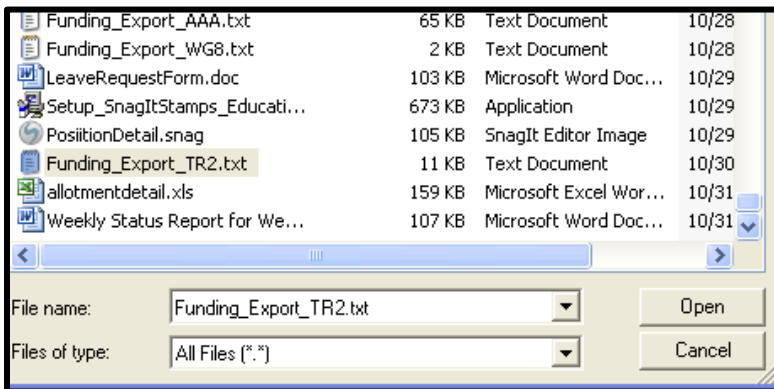 Funding_Export_AAA.txt 65 KB Text Document 10/28
Funding_Export_WG8.txt 2 KB Text Document 10/28
LeaveRequestForm.doc 103 KB Microsoft Word Doc... 10/29
Setup_SnagItStamps_Educati... 673 KB Application 10/29
PosiitionDetail.snag 105 KB SnagIt Editor Image 10/29
Funding_Export_TR2.txt 11 KB Text Document 10/30
allotmentdetail.xls 159 KB Microsoft Excel Wor... 10/31
Weekly Status Report for We... 107 KB Microsoft Word Doc... 10/31
File name: Funding_Export_TR2.txt Open
Files of type: All Files (*.*) Cancel